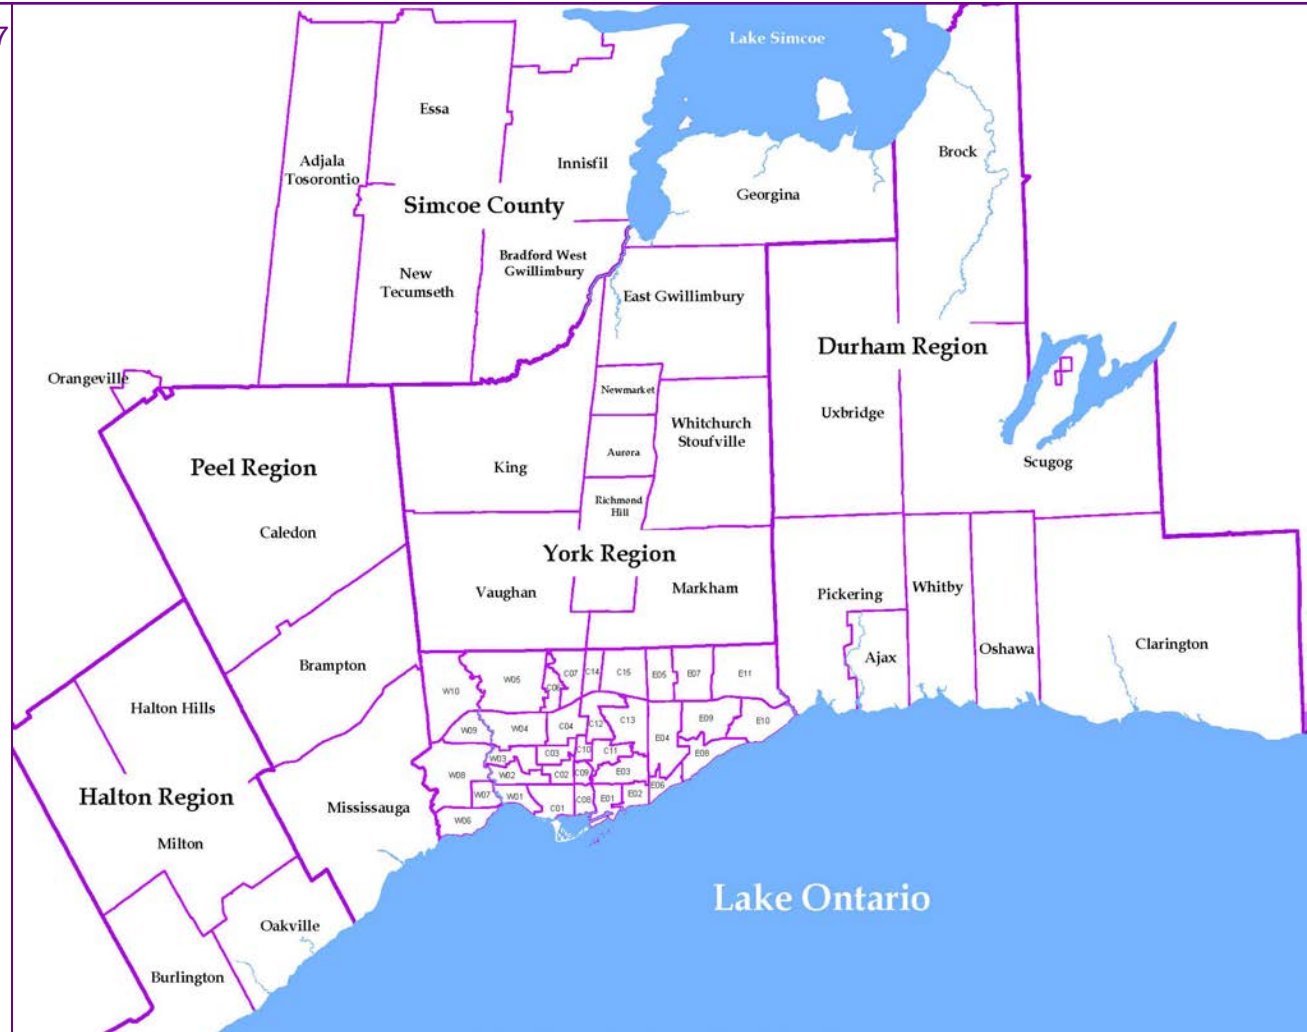 7
Lake Simcoe
Essa
Brock
Adjala
Tosorontio
Innisfil
Georgina
Simcoe County
Bradford West
Gwillimbury
New
Tecumseth
East Gwillimbury
Durham Region
Orangeville
Newmarket
Uxbridge
Whitchurch
Stoufville
Aurora
Peel Region
King
Scugog
Richmond
Hill
Caledon
York Region
Vaughan
Markham
Pickering
Whitby
Oshawa
Clarington
Ajax
Brampton
W10
W05
C06
C07
C14
C15
E05
E07
E11
Halton Hills
W09
W04
C04
C12
C13
E04
E09
E10
W03
C03
C10
C11
E08
W08
W02
C02
C09
E03
E06
Halton Region
Mississauga
W07
W01
C01
C08
E01
E02
W06
Milton
Lake Ontario
Oakville
Burlington